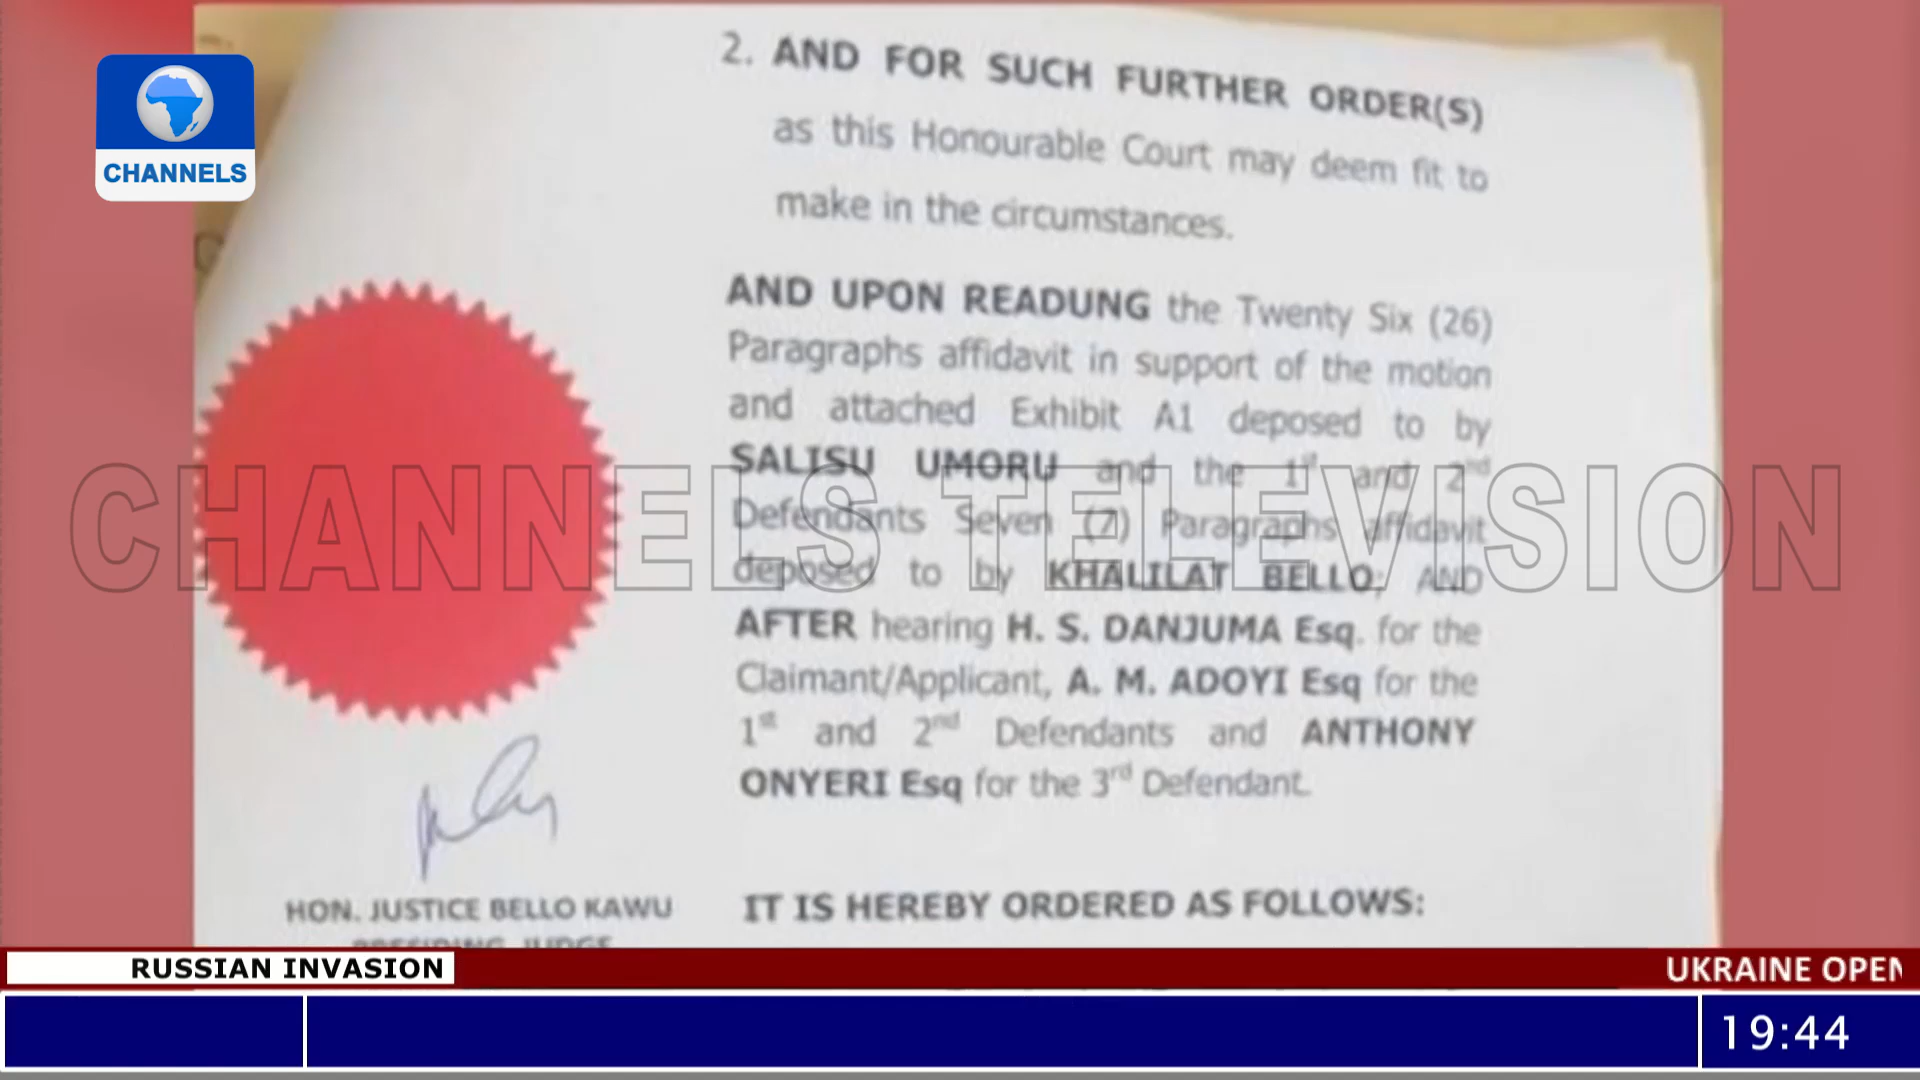 CHANNELS
2. AND FOR SUCH FURTHER ORDER(S)
as this Honourable Court may deem fit to
make in the circumstances.
AND UPON READUNG the Twenty Six (26)
Paragraphs affidavit in support of the motion
and attached Exhibit A1 deposed to by
SALISU UMORU and the 1st and 2nd
Defendants Seven (7) Paragraphs affidavit
deposed to by KHALILAT BELLO; AND
AFTER hearing H. S. DANJUMA Esq. for the
Claimant/Applicant, A. M. ADOYI Esq for the
1st and 2nd Defendants and ANTHONY
ONYERI Esq for the 3rd Defendant.
IT IS HEREBY ORDERED AS FOLLOWS:
HON. JUSTICE BELLO KAWU
PRESIDING JUDGE
CHANNELS TELEVISION
RUSSIAN INVASION
UKRAINE OPEN
19:44